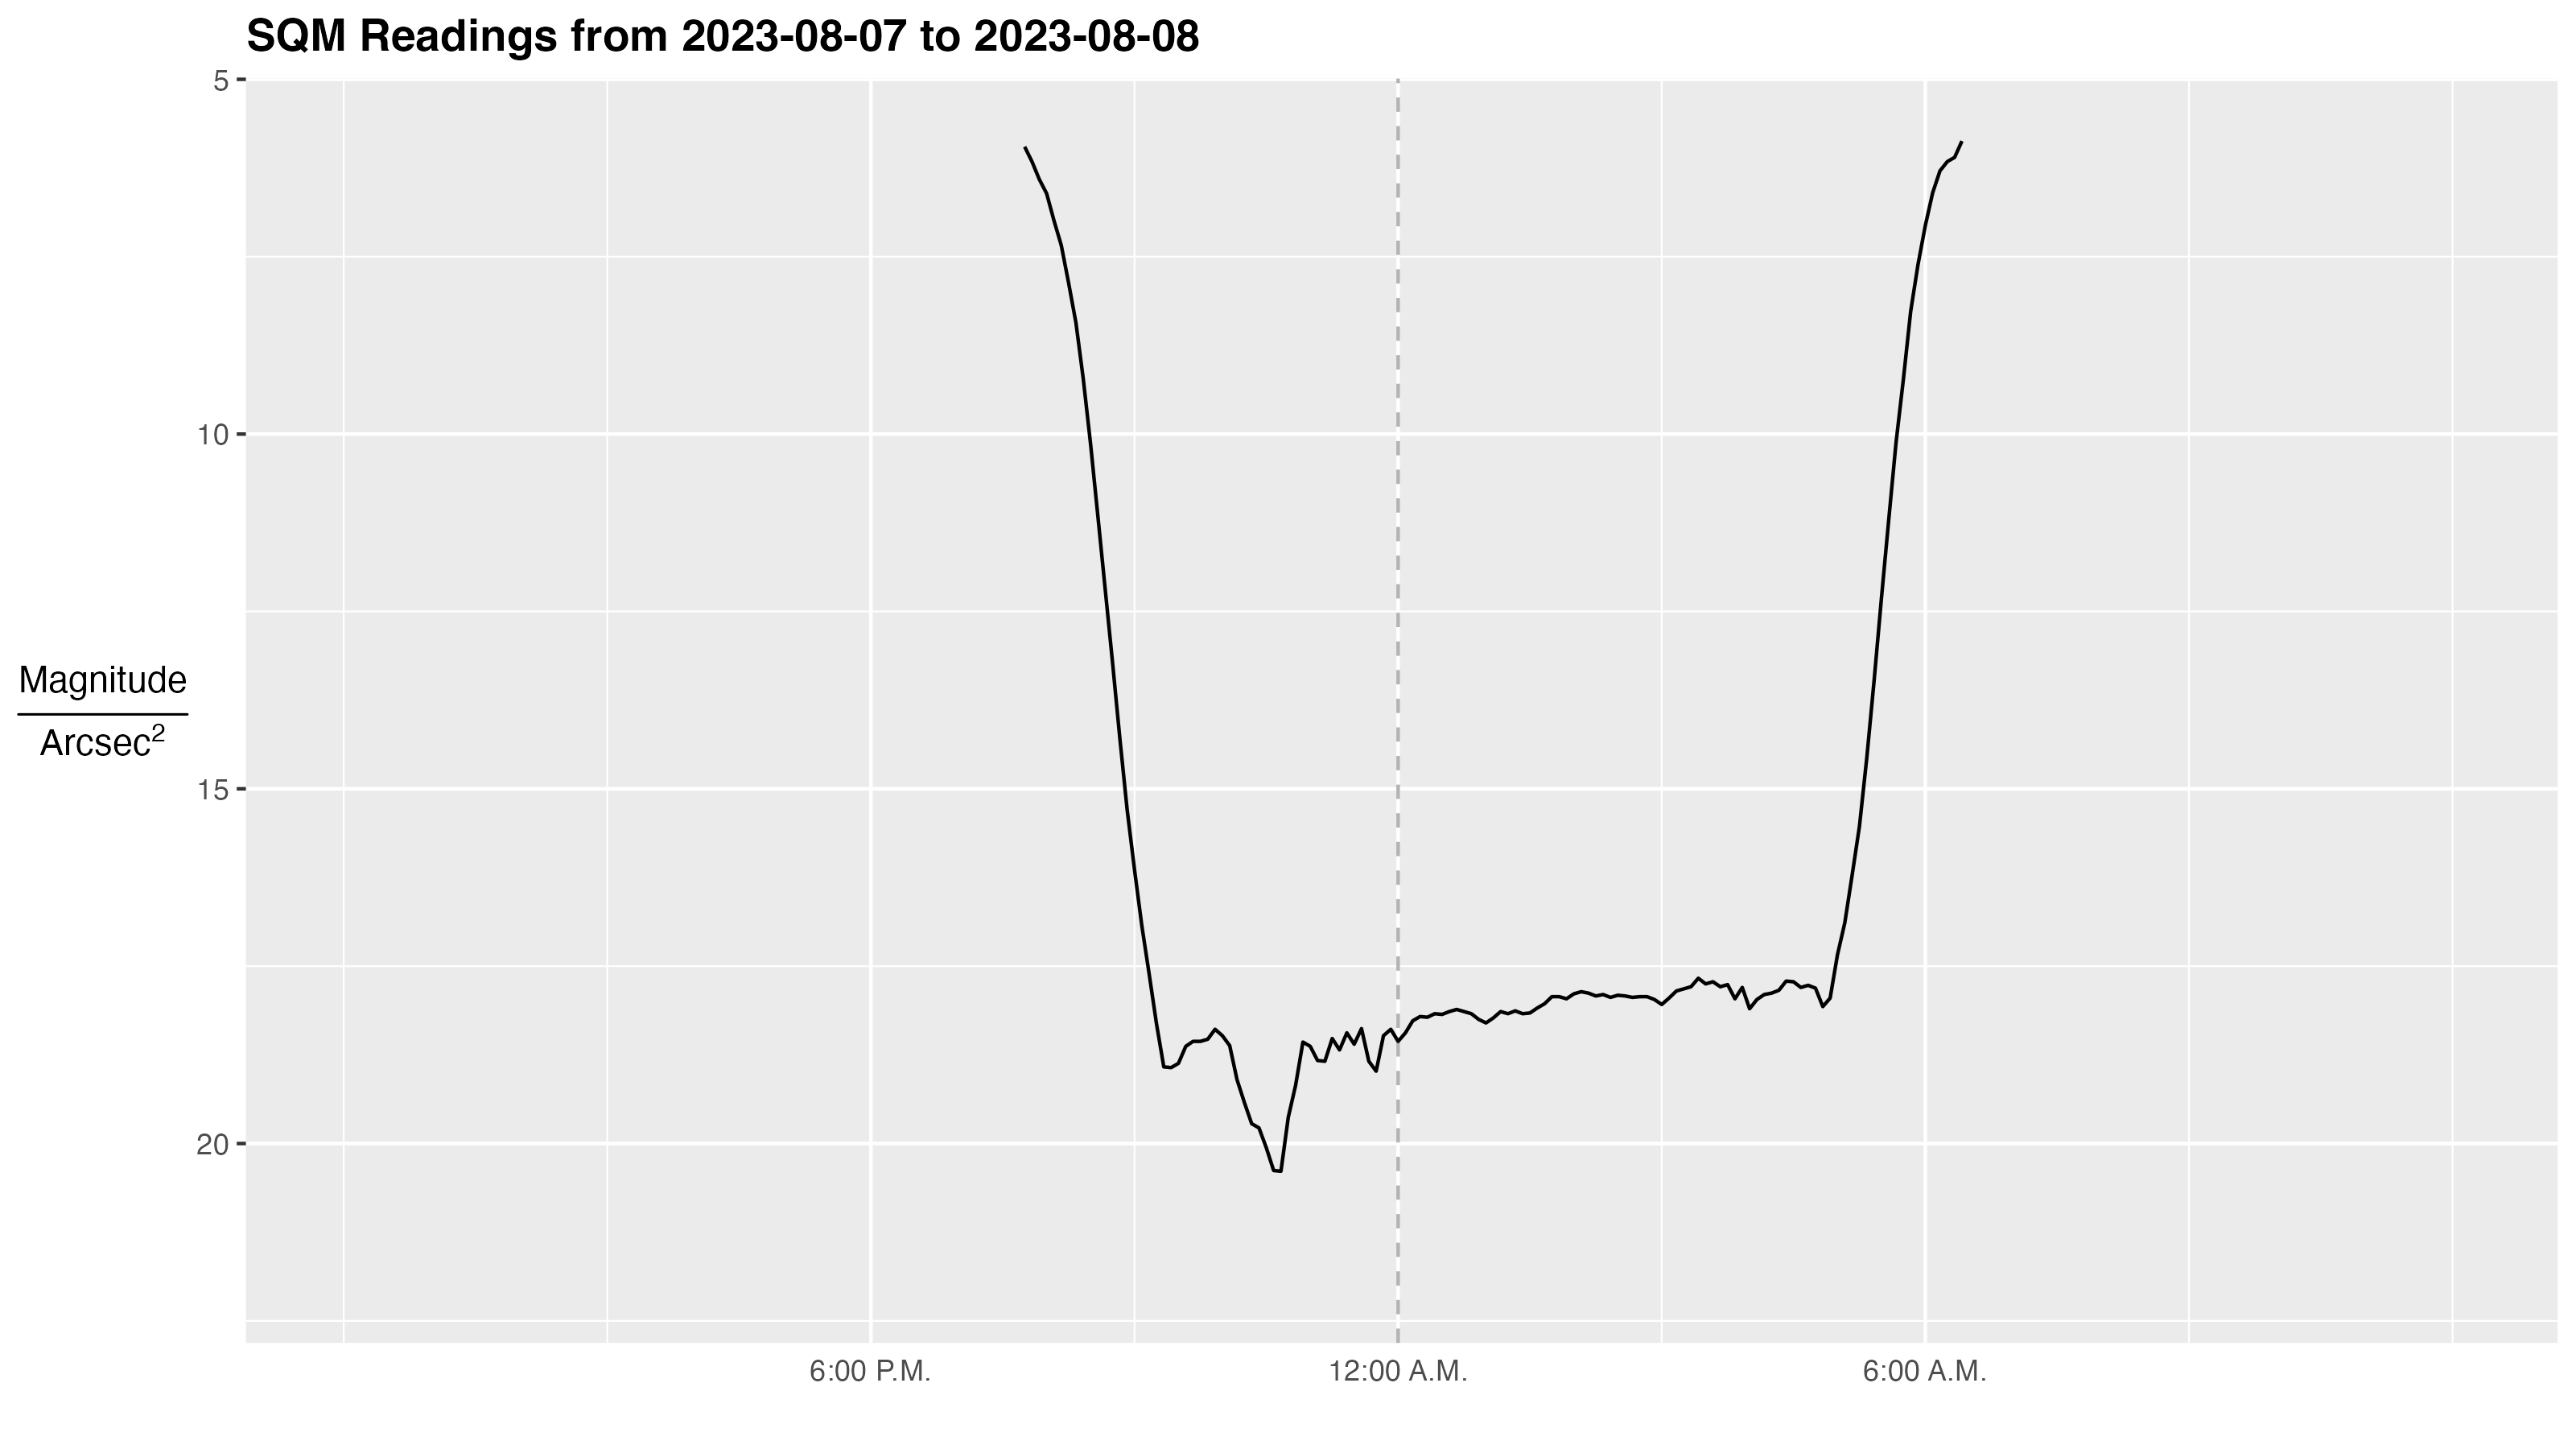 SQM Readings from 2023-08-07 to 2023-08-08
5
10
15
20
Magnitude
Arcsec²
6:00 P.M.
12:00 A.M.
6:00 A.M.